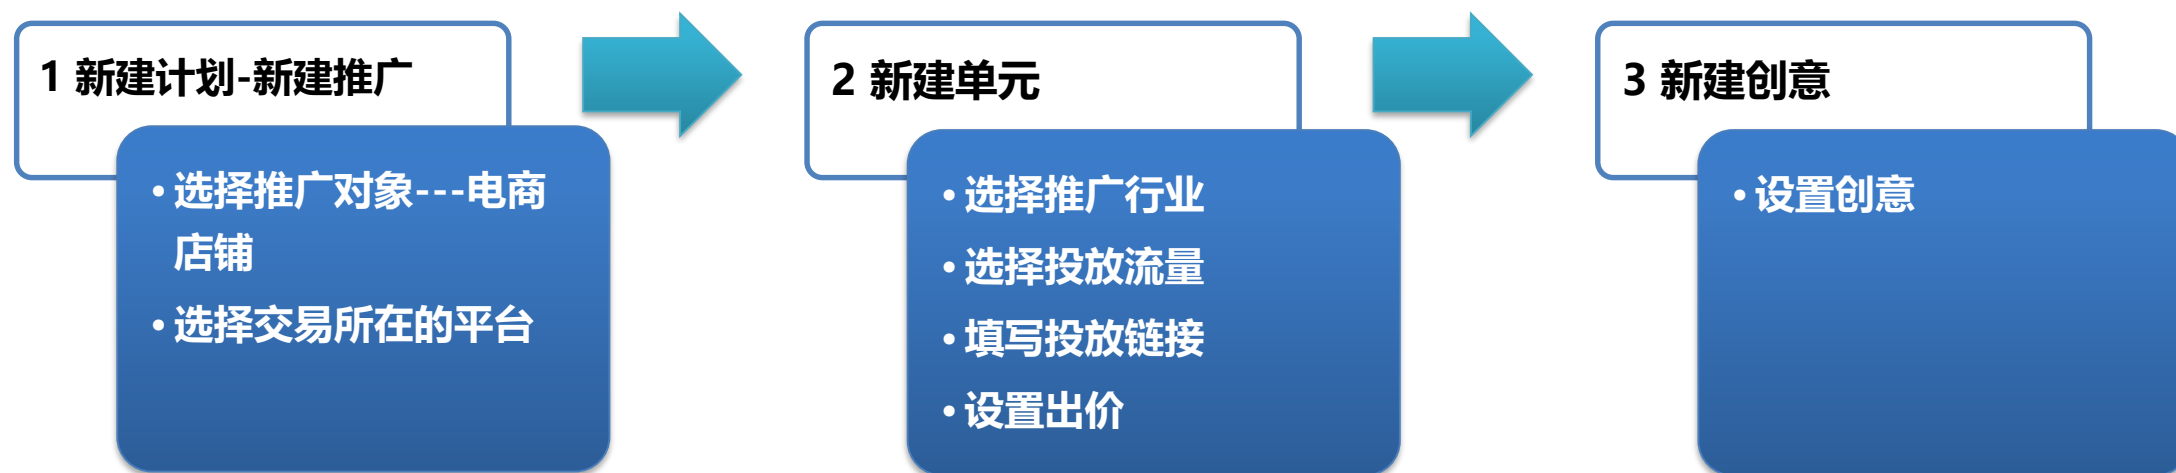 1 新建计划-新建推广
• 选择推广对象---电商
店铺
• 选择交易所在的平台
2 新建单元
• 选择推广行业
• 选择投放流量
• 填写投放链接
• 设置出价
3 新建创意
• 设置创意